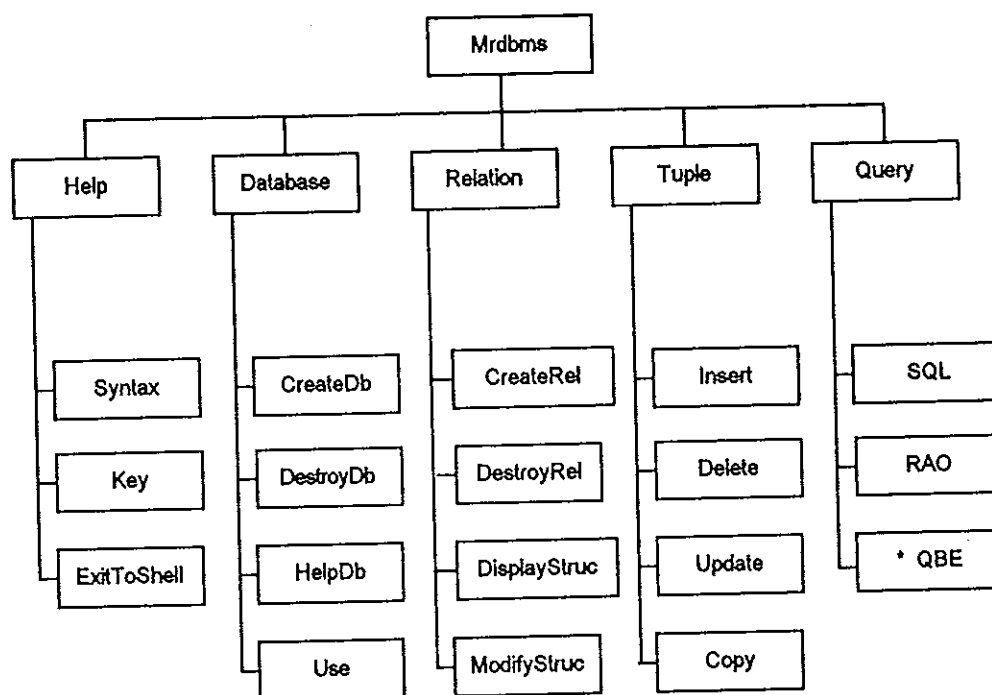 Mrdbms
Help
Database
Relation
Tuple
Query
Syntax
Key
ExitToShell
CreateDb
DestroyDb
HelpDb
Use
CreateRel
DestroyRel
DisplayStruc
ModifyStruc
Insert
Delete
Update
Copy
SQL
RAO
* QBE